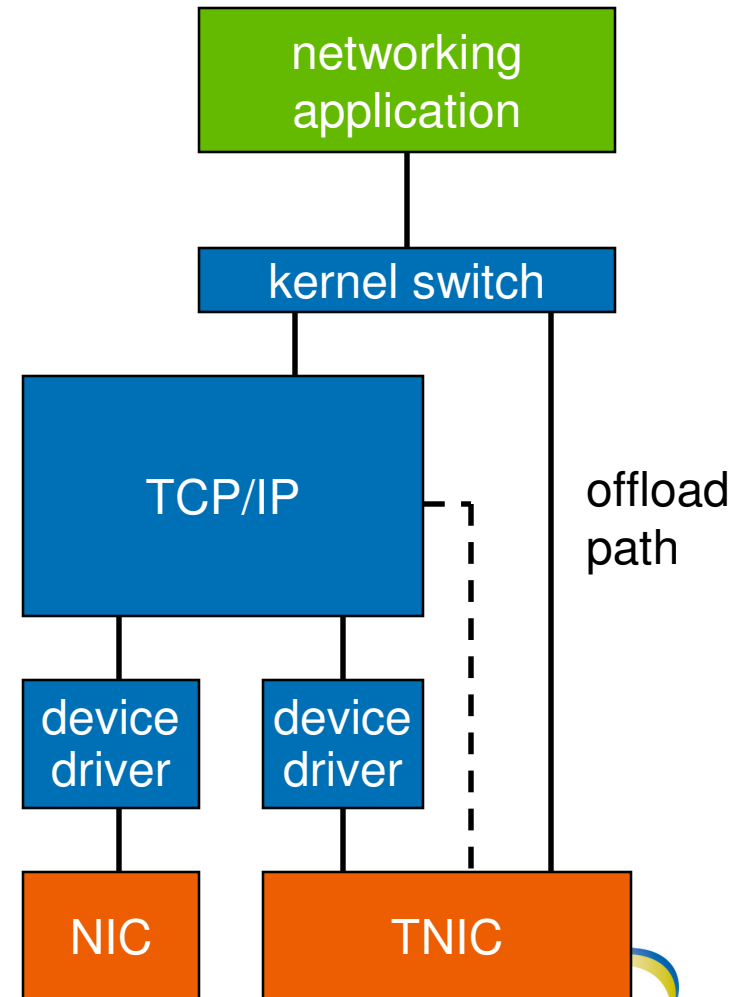 networking
application
kernel switch
TCP/IP
offload
path
device
driver
device
driver
NIC
TNIC